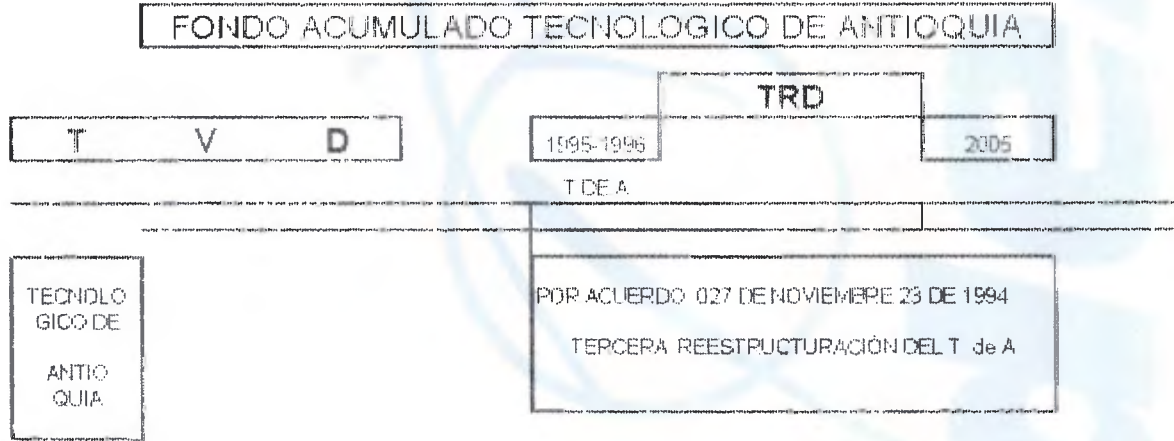 FONDO ACUMULADO TECNOLOGICO DE ANTIOQUIA
TRD
T V D
1995-1996
2005
T DE A
TECNOLO
GICO DE
ANTIO
QUIA
POR ACUERDO 027 DE NOVIEMBRE 23 DE 1994
TERCERA REESTRUCTURACIÓN DEL T de A